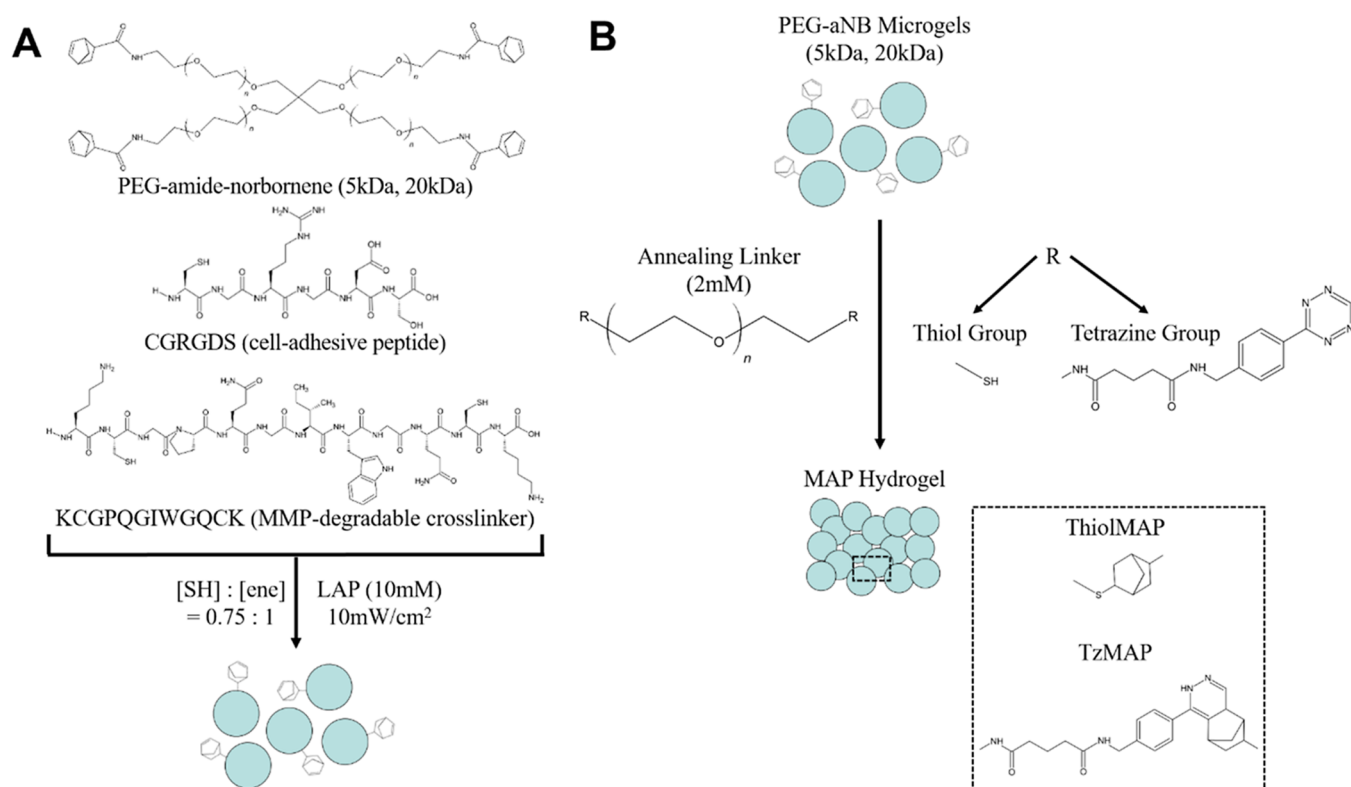 A
PEG-amide-norbornene (5kDa, 20kDa)
CGRGDS (cell-adhesive peptide)
KCGPQGIWGQCK (MMP-degradable crosslinker)
[SH] : [ene]
= 0.75 : 1
LAP (10mM)
10mW/cm²
B
PEG-aNB Microgels
(5kDa, 20kDa)
Annealing Linker
(2mM)
R
R
O
n
R
Thiol Group
SH
Tetrazine Group
MAP Hydrogel
ThiolMAP
S
TzMAP